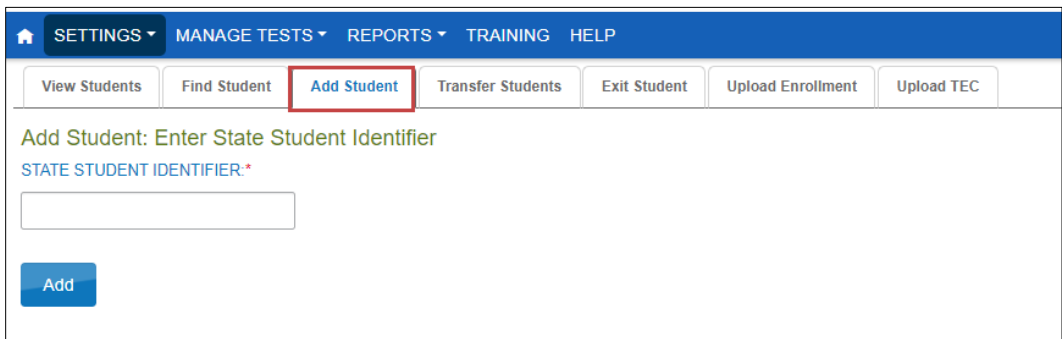 SETTINGS MANAGE TESTS REPORTS TRAINING HELP
View Students Find Student Add Student Transfer Students Exit Student Upload Enrollment Upload TEC
Add Student: Enter State Student Identifier
STATE STUDENT IDENTIFIER:*
Add